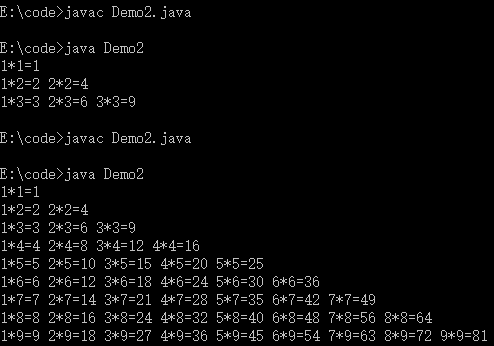 E:\code>javac Demo2.java
E:\code>java Demo2
1*1=1
1*2=2 2*2=4
1*3=3 2*3=6 3*3=9
E:\code>javac Demo2.java
E:\code>java Demo2
1*1=1
1*2=2 2*2=4
1*3=3 2*3=6 3*3=9
1*4=4 2*4=8 3*4=12 4*4=16
1*5=5 2*5=10 3*5=15 4*5=20 5*5=25
1*6=6 2*6=12 3*6=18 4*6=24 5*6=30 6*6=36
1*7=7 2*7=14 3*7=21 4*7=28 5*7=35 6*7=42 7*7=49
1*8=8 2*8=16 3*8=24 4*8=32 5*8=40 6*8=48 7*8=56 8*8=64
1*9=9 2*9=18 3*9=27 4*9=36 5*9=45 6*9=54 7*9=63 8*9=72 9*9=81